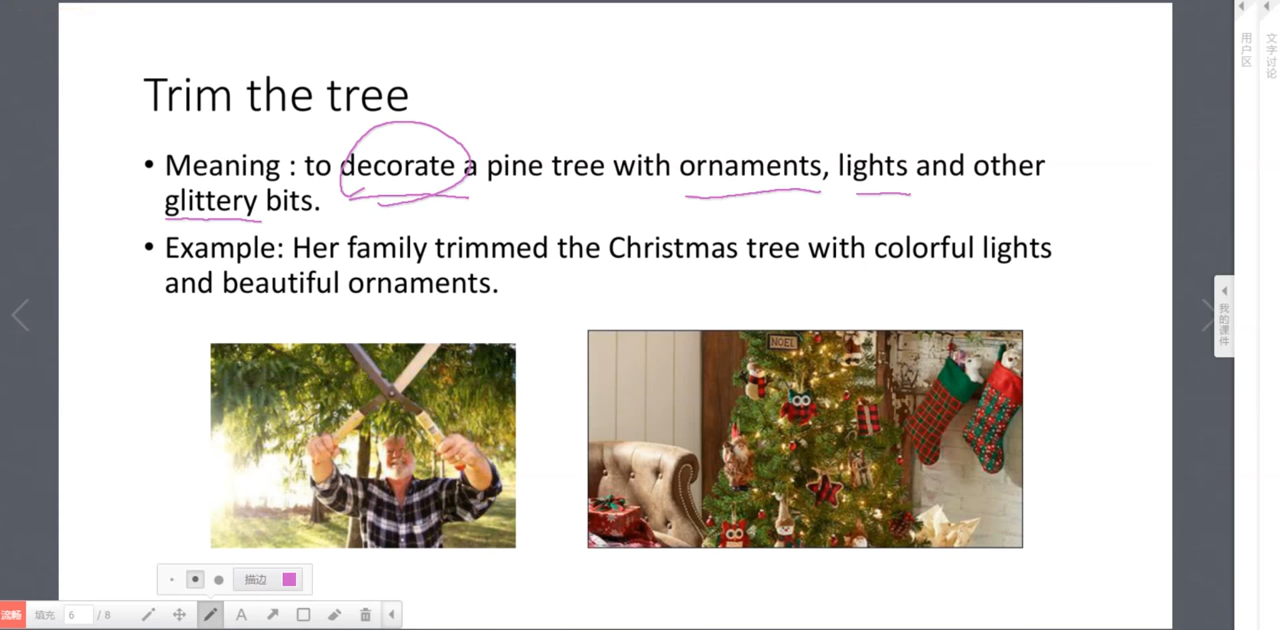 Trim the tree
• Meaning : to decorate a pine tree with ornaments, lights and other
glittery bits.
• Example: Her family trimmed the Christmas tree with colorful lights
and beautiful ornaments.
NOEL
描边
流畅 填充 6 / 8 A
用户区
文字讨论
我的课件